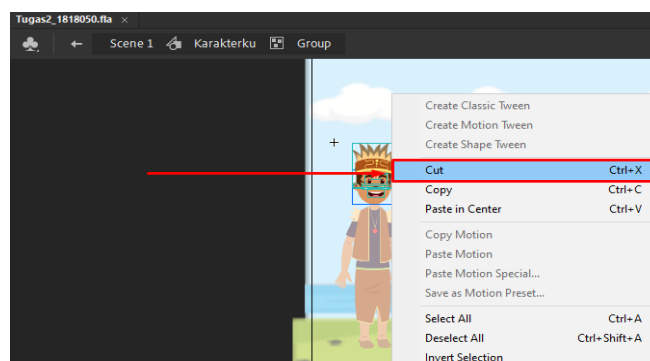 Tugas2_1818050.fla ×
Scene 1 Karakterku Group
Create Classic Tween
Create Motion Tween
Create Shape Tween
Cut Ctrl+X
Copy Ctrl+C
Paste in Center Ctrl+V
Copy Motion
Paste Motion
Paste Motion Special...
Save as Motion Preset...
Select All Ctrl+A
Deselect All Ctrl+Shift+A
Invert Selection